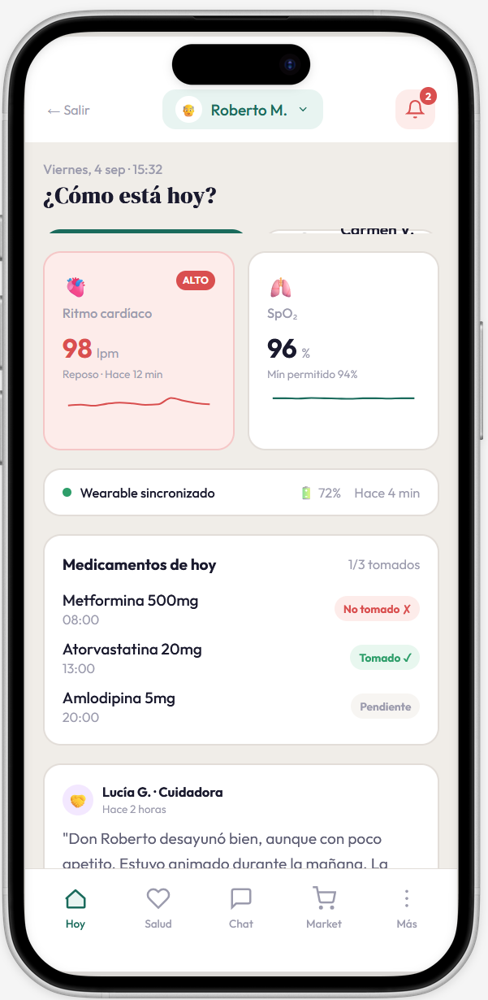 ← Salir
Roberto M.
2
Viernes, 4 sep · 15:32
¿Cómo está hoy?
Carmen V.
ALTO
Ritmo cardíaco
98 lpm
Reposo · Hace 12 min
SpO₂
96 %
Mín permitido 94%
Wearable sincronizado
72% Hace 4 min
Medicamentos de hoy
1/3 tomados
Metformina 500mg
08:00
No tomado ✗
Atorvastatina 20mg
13:00
Tomado ✓
Amlodipina 5mg
20:00
Pendiente
Lucía G. · Cuidadora
Hace 2 horas
"Don Roberto desayunó bien, aunque con poco
apetito. Estuvo animado durante la mañana. La
Hoy
Salud
Chat
Market
Más